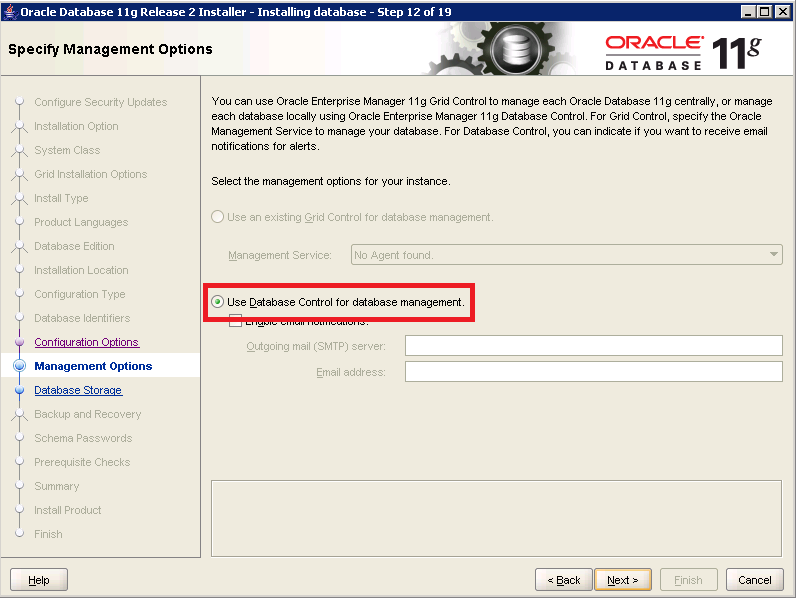 Oracle Database 11g Release 2 Installer - Installing database - Step 12 of 19
Specify Management Options
ORACLE
DATABASE
11g
Configure Security Updates
Installation Option
System Class
Grid Installation Options
Install Type
Product Languages
Database Edition
Installation Location
Configuration Type
Database Identifiers
Configuration Options
Management Options
Database Storage
Backup and Recovery
Schema Passwords
Prerequisite Checks
Summary
Install Product
Finish
You can use Oracle Enterprise Manager 11g Grid Control to manage each Oracle Database 11g centrally, or manage
each database locally using Oracle Enterprise Manager 11g Database Control. For Grid Control, specify the Oracle
Management Service to manage your database. For Database Control, you can indicate if you want to receive email
notifications for alerts.
Select the management options for your instance.
Use an existing Grid Control for database management.
Management Service:
No Agent found.
Use Database Control for database management.
Enable email notifications:
Outgoing mail (SMTP) server:
Email address:
Help
< Back
Next >
Finish
Cancel